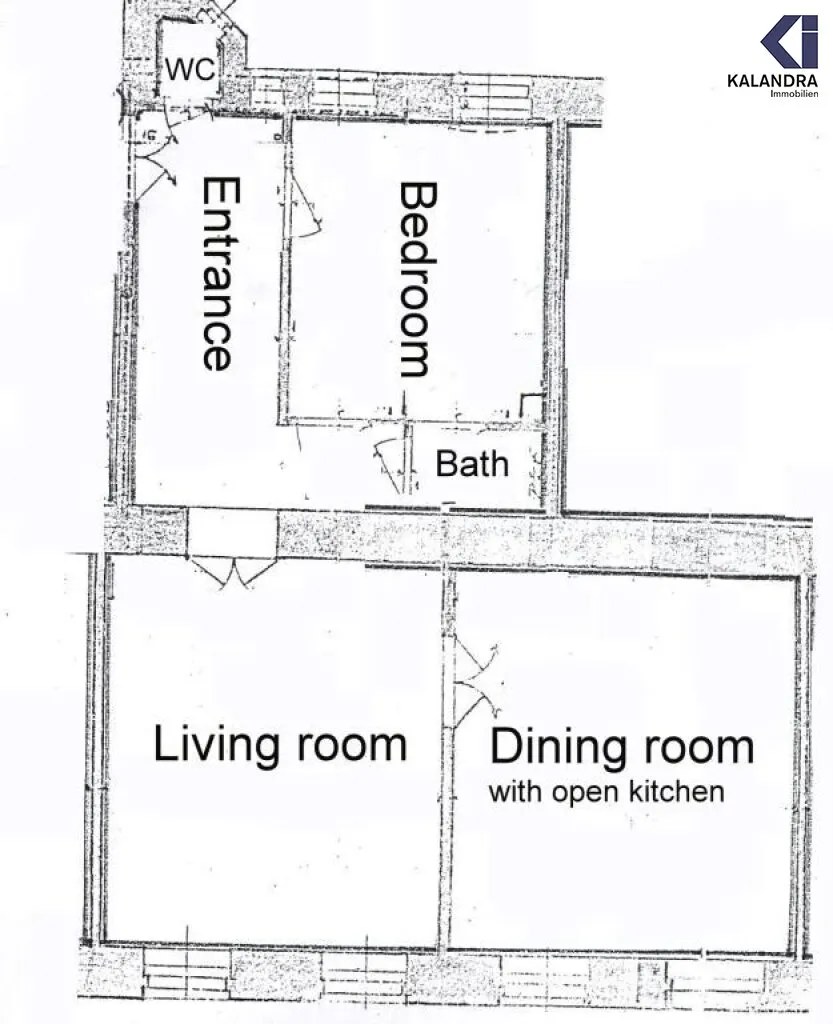 WC
KALANDRA
Immobilien
Entrance
Bedroom
Bath
Living room
Dining room
with open kitchen